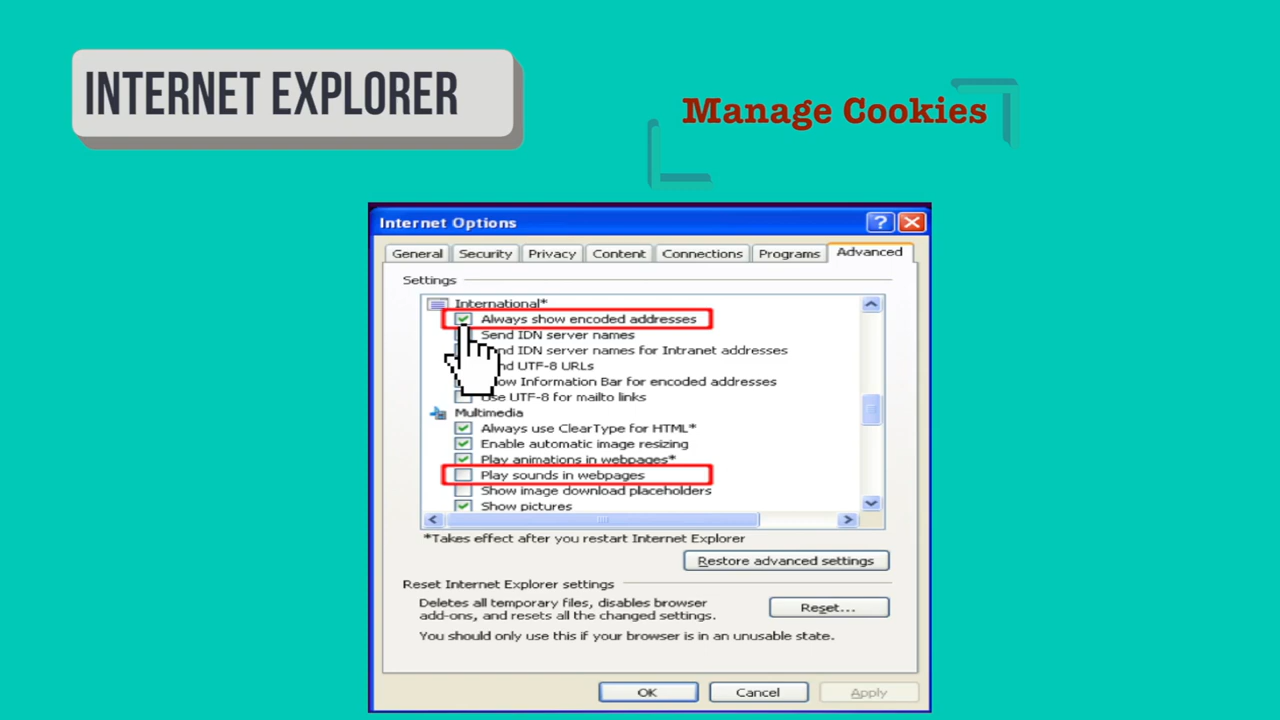 INTERNET EXPLORER
Manage Cookies
Internet Options
?
General Security Privacy Content Connections Programs Advanced
Settings
International*
Always show encoded addresses
Send IDN server names
IDN server names for Intranet addresses
UTF-8 URLs
Information Bar for encoded addresses
Use UTF-8 for mailto links
Multimedia
Always use ClearType for HTML*
Enable automatic image resizing
Play animations in webpages*
Play sounds in webpages
Show image download placeholders
Show pictures
*Takes effect after you restart Internet Explorer
Restore advanced settings
Reset Internet Explorer settings
Deletes all temporary files, disables browser
add-ons, and resets all the changed settings.
Reset...
You should only use this if your browser is in an unusable state.
OK Cancel Apply